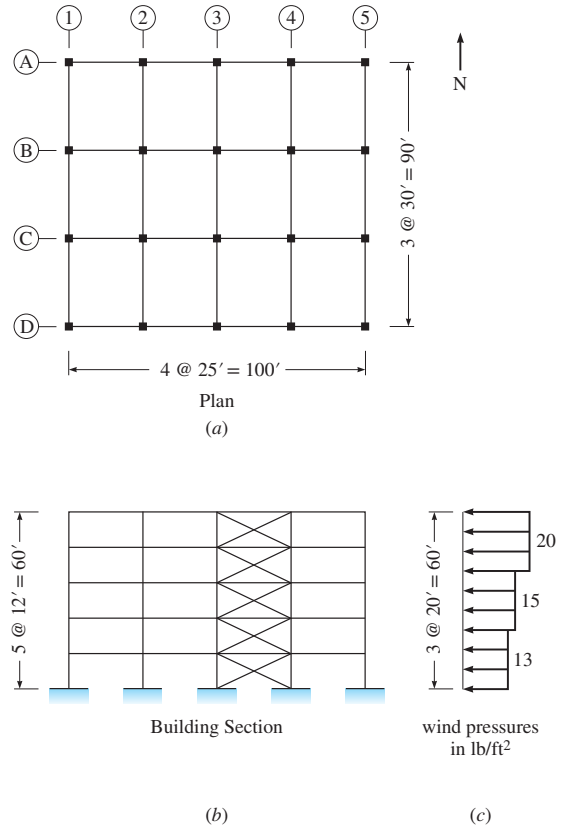 1 2 3 4 5
A
N
B
C
D
3 @ 30′ = 90′
4 @ 25′ = 100′
Plan
(a)
5 @ 12′ = 60′
3 @ 20′ = 60′
20
15
13
Building Section
wind pressures
in lb/ft²
(b)
(c)